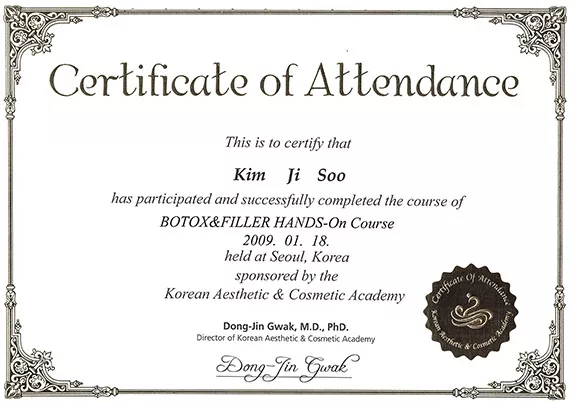 Certificate of Attendance
This is to certify that
Kim Ji Soo
has participated and successfully completed the course of
BOTOX&FILLER HANDS-On Course
2009. 01. 18.
held at Seoul, Korea
sponsored by the
Korean Aesthetic & Cosmetic Academy
Dong-Jin Gwak, M.D., PhD.
Director of Korean Aesthetic & Cosmetic Academy
Dong-Jin Gwak
Certificate Of Attendance
Korean Aesthetic & Cosmetic Academy